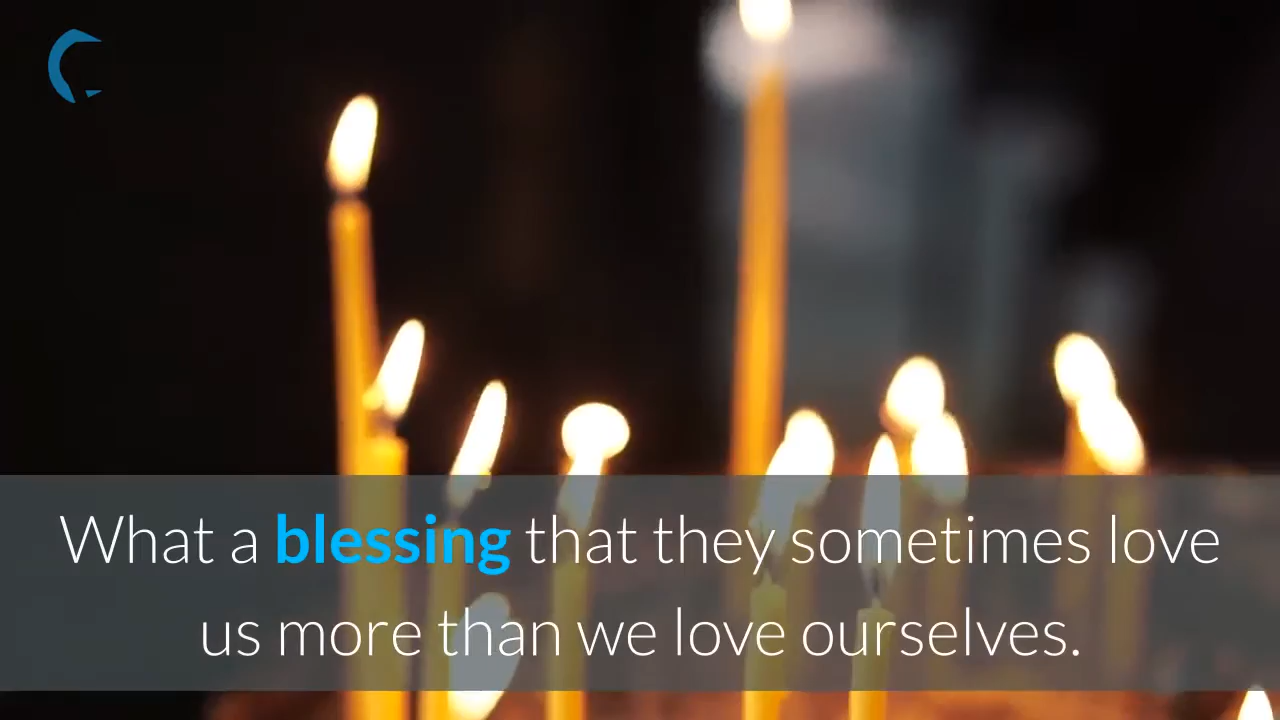 What a blessing that they sometimes love
us more than we love ourselves.